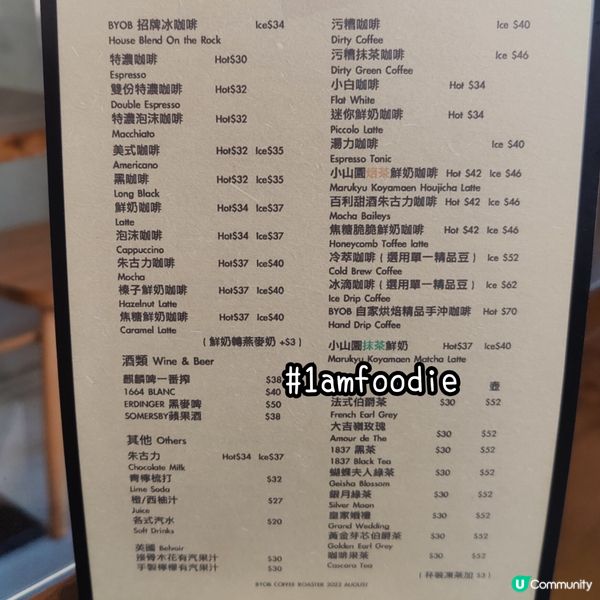 BYOB 招牌冰咖啡 Ice$34
House Blend On the Rock
特濃咖啡 Hot$30
Espresso
雙份特濃咖啡 Hot$32
Double Espresso
特濃泡沫咖啡 Hot$32
Macchiato
美式咖啡 Hot$32 Ice$35
Americano
黑咖啡 Hot$32 Ice$35
Long Black
鮮奶咖啡 Hot$34 Ice$37
Latte
泡沫咖啡 Hot$34 Ice$37
Cappuccino
朱古力咖啡 Hot$37 Ice$40
Mocha
榛子鮮奶咖啡 Hot$37 Ice$40
Hazelnut Latte
焦糖鮮奶咖啡 Hot$37 Ice$40
Caramel Latte
( 鮮奶轉燕麥奶 +$3 )
酒類 Wine & Beer
麒麟啤一番搾 $38
1664 BLANC $40
ERDINGER 黑麥啤 $50
SOMERSBY蘋果酒 $38
其他 Others
朱古力 Hot$34 Ice$37
Chocolate Milk
青檸梳打 $32
Lime Soda
橙/西柚汁 $27
Juice
各式汽水 $20
Soft Drinks
英國 Belvoir
接骨木花有汽果汁 $30
手製檸檬有汽果汁 $30
污糟咖啡 Ice $40
Dirty Coffee
污糟抹茶咖啡 Ice $46
Dirty Green Coffee
小白咖啡 Hot $34
Flat White
迷你鮮奶咖啡 Hot $34
Piccolo Latte
湯力咖啡 Ice $40
Espresso Tonic
小山園焙茶鮮奶咖啡 Hot $42 Ice $46
Marukyu Koyamaen Houjicha Latte
百利甜酒朱古力咖啡 Hot $42 Ice $46
Mocha Baileys
焦糖脆脆鮮奶咖啡 Hot $42 Ice $46
Honeycomb Toffee latte
冷萃咖啡 ( 選用單一精品豆 ) Ice $52
Cold Brew Coffee
冰滴咖啡 ( 選用單一精品豆 ) Ice $62
Ice Drip Coffee
BYOB 自家烘焙精品手沖咖啡 Hot $70
Hand Drip Coffee
小山園抹茶鮮奶 Hot$37 Ice$40
Marukyu Koyamaen Matcha Latte
#1amfoodie
壺
法式伯爵茶 $30 $52
French Earl Grey
大吉嶺玫瑰
Amour de The $30 $52
1837 黑茶 $30 $52
1837 Black Tea
蝴蝶夫人綠茶 $30 $52
Geisha Blossom
銀月綠茶 $30 $52
Silver Moon
皇家婚禮 $30 $52
Grand Wedding
黃金芽芯伯爵茶 $30 $52
Golden Earl Grey
咖啡果茶 $30 $52
Cascara Tea
( 杯裝凍茶加 $3 )
BYOB COFFEE ROASTER 2022 AUGUST
U Community